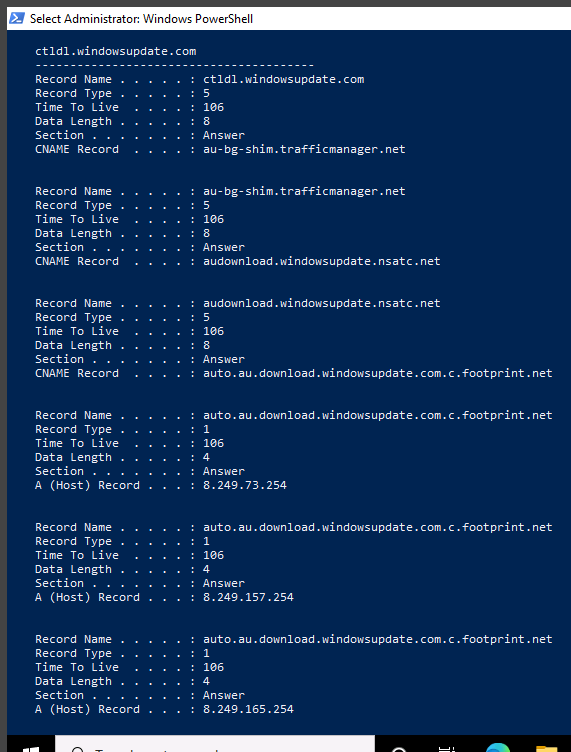 Select Administrator: Windows PowerShell
ctldl.windowsupdate.com
----------------------------------------
Record Name . . . . . : ctldl.windowsupdate.com
Record Type . . . . . : 5
Time To Live  . . . . : 106
Data Length . . . . . : 8
Section . . . . . . . : Answer
CNAME Record  . . . . : au-bg-shim.trafficmanager.net
Record Name . . . . . : au-bg-shim.trafficmanager.net
Record Type . . . . . : 5
Time To Live  . . . . : 106
Data Length . . . . . : 8
Section . . . . . . . : Answer
CNAME Record  . . . . : audownload.windowsupdate.nsatc.net
Record Name . . . . . : audownload.windowsupdate.nsatc.net
Record Type . . . . . : 5
Time To Live  . . . . : 106
Data Length . . . . . : 8
Section . . . . . . . : Answer
CNAME Record  . . . . : auto.au.download.windowsupdate.com.c.footprint.net
Record Name . . . . . : auto.au.download.windowsupdate.com.c.footprint.net
Record Type . . . . . : 1
Time To Live  . . . . : 106
Data Length . . . . . : 4
Section . . . . . . . : Answer
A (Host) Record . . . : 8.249.73.254
Record Name . . . . . : auto.au.download.windowsupdate.com.c.footprint.net
Record Type . . . . . : 1
Time To Live  . . . . : 106
Data Length . . . . . : 4
Section . . . . . . . : Answer
A (Host) Record . . . : 8.249.157.254
Record Name . . . . . : auto.au.download.windowsupdate.com.c.footprint.net
Record Type . . . . . : 1
Time To Live  . . . . : 106
Data Length . . . . . : 4
Section . . . . . . . : Answer
A (Host) Record . . . : 8.249.165.254